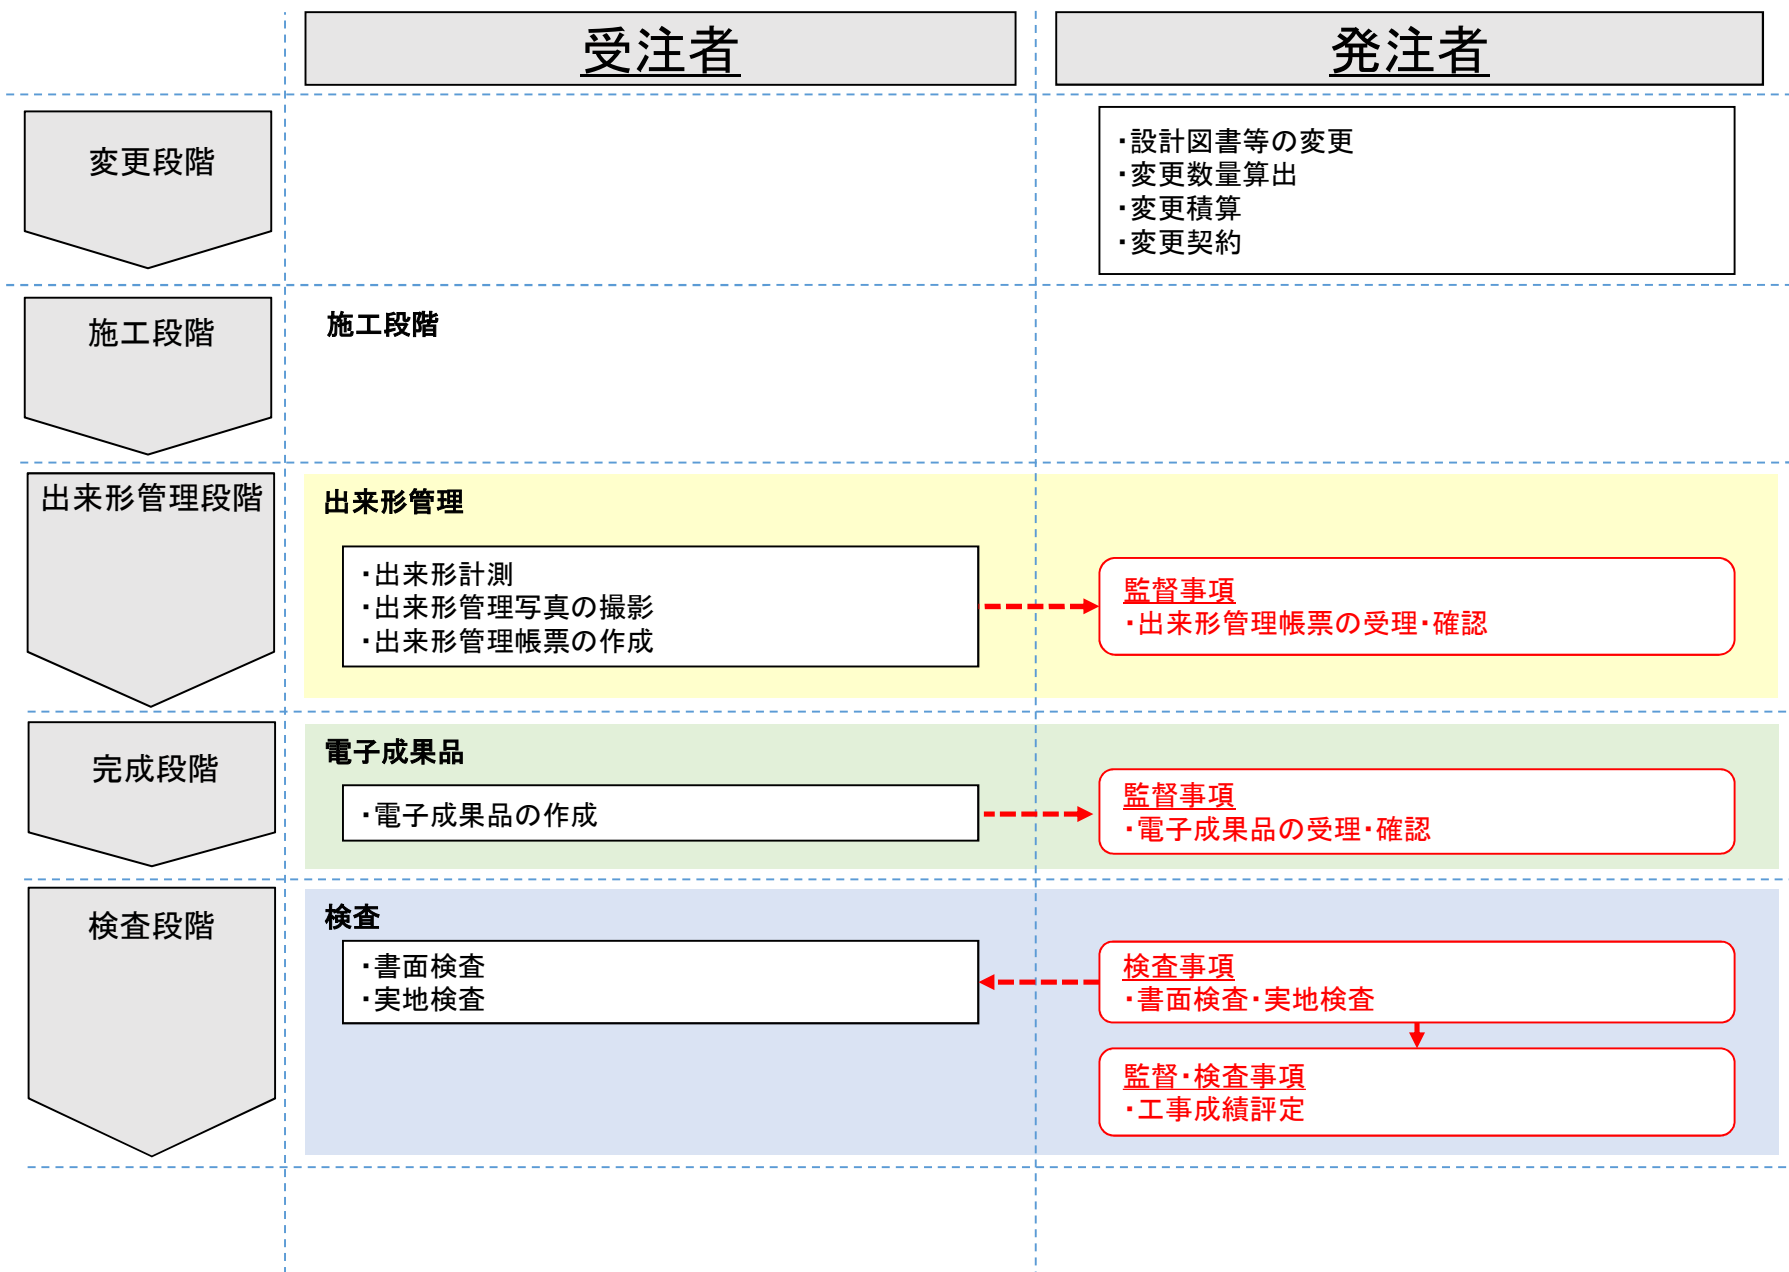 受注者
発注者
変更段階
・設計図書等の変更
・変更数量算出
・変更積算
・変更契約
施工段階
施工段階
出来形管理段階
出来形管理
・出来形計測
・出来形管理写真の撮影
・出来形管理帳票の作成
監督事項
・出来形管理帳票の受理・確認
完成段階
電子成果品
・電子成果品の作成
監督事項
・電子成果品の受理・確認
検査段階
検査
・書面検査
・実地検査
検査事項
・書面検査・実地検査
監督・検査事項
・工事成績評定